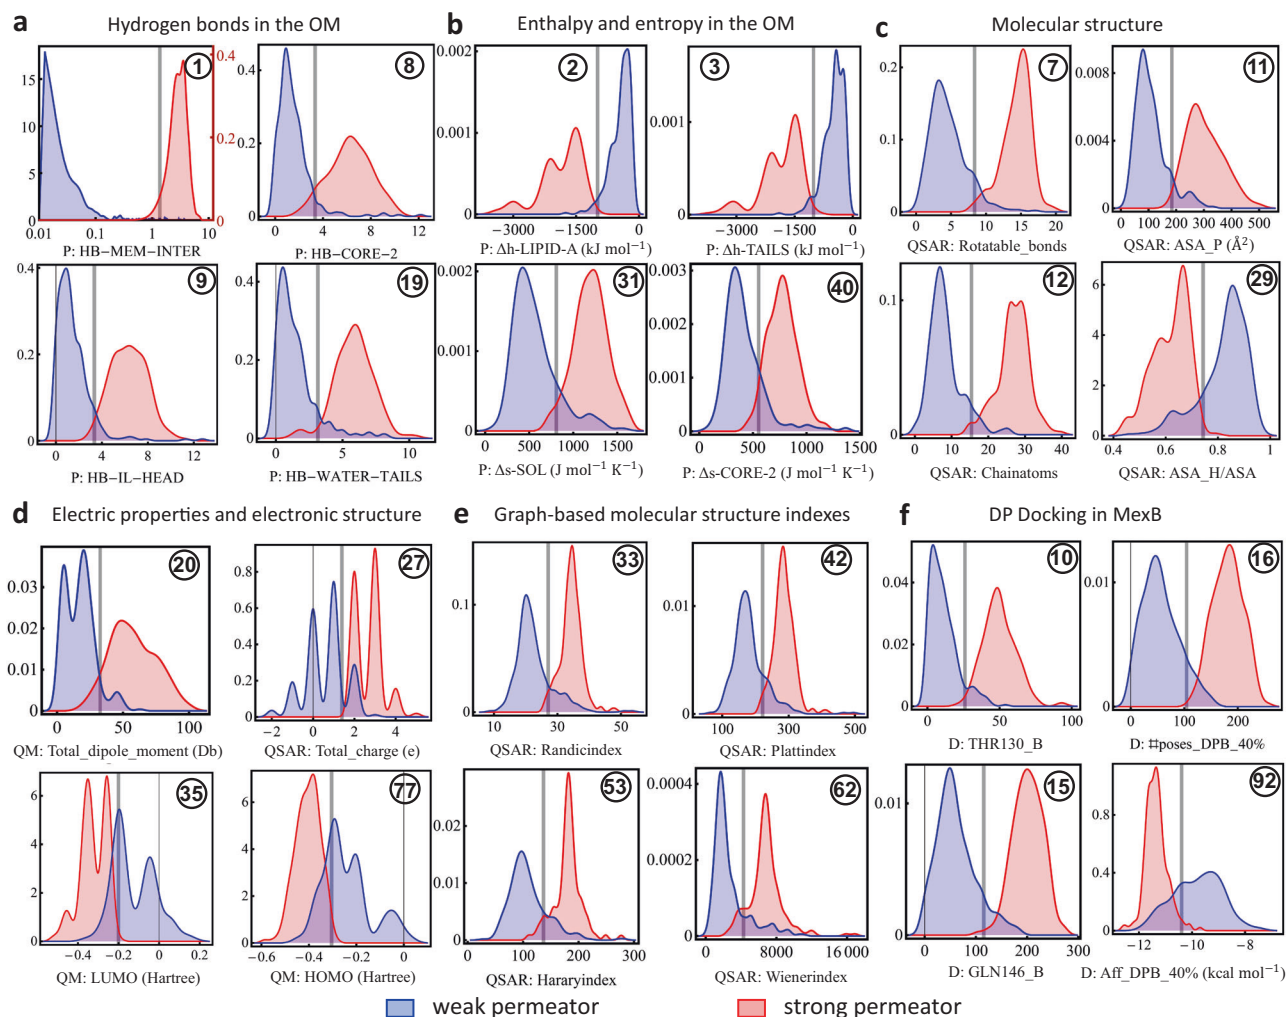 a Hydrogen bonds in the OM
b Enthalpy and entropy in the OM
c Molecular structure
1
15
10
5
0
0.4
0.2
0
0.01 0.1 1 10
P: HB−MEM−INTER
8
0.4
0.2
0
0 4 8 12
P: HB−CORE−2
2
0.002
0.001
0
−3000 −1500 0
P: Δh-LIPID-A (kJ mol⁻¹)
3
0.001
0
−3000 −1500 0
P: Δh-TAILS (kJ mol⁻¹)
7
0.2
0.1
0
0 5 10 15 20
QSAR: Rotatable_bonds
11
0.008
0.004
0
0 100 200 300 400 500
QSAR: ASA_P (Å²)
9
0.4
0.2
0
0 4 8 12
P: HB−IL−HEAD
19
0.4
0.2
0
0 5 10
P: HB−WATER−TAILS
31
0.002
0.001
0
0 500 1000 1500
P: Δs-SOL (J mol⁻¹ K⁻¹)
40
0.003
0.002
0.001
0
0 500 1000 1500
P: Δs-CORE-2 (J mol⁻¹ K⁻¹)
12
0.1
0
0 10 20 30 40
QSAR: Chainatoms
29
6
4
2
0
0.4 0.6 0.8 1
QSAR: ASA_H/ASA
d Electric properties and electronic structure
e Graph-based molecular structure indexes
f DP Docking in MexB
20
0.03
0.02
0.01
0
0 50 100
QM: Total_dipole_moment (Db)
27
0.8
0.6
0.4
0.2
0
−2 0 2 4
QSAR: Total_charge (e)
33
0.1
0
10 30 50
QSAR: Randicindex
42
0.01
0
100 300 500
QSAR: Plattindex
10
0.04
0.02
0
0 50 100
D: THR130_B
16
0.01
0
0 100 200
D: ⌗poses_DPB_40%
35
6
4
2
0
−0.4 −0.2 0 0.2
QM: LUMO (Hartree)
77
6
4
2
0
−0.6 −0.4 −0.2 0
QM: HOMO (Hartree)
53
0.02
0.01
0
0 100 200 300
QSAR: Hararyindex
62
0.0004
0.0002
0
0 8000 16 000
QSAR: Wienerindex
15
0.01
0
0 100 200 300
D: GLN146_B
92
0.8
0.4
0
−12 −10 −8
D: Aff_DPB_40% (kcal mol⁻¹)
weak permeator
strong permeator